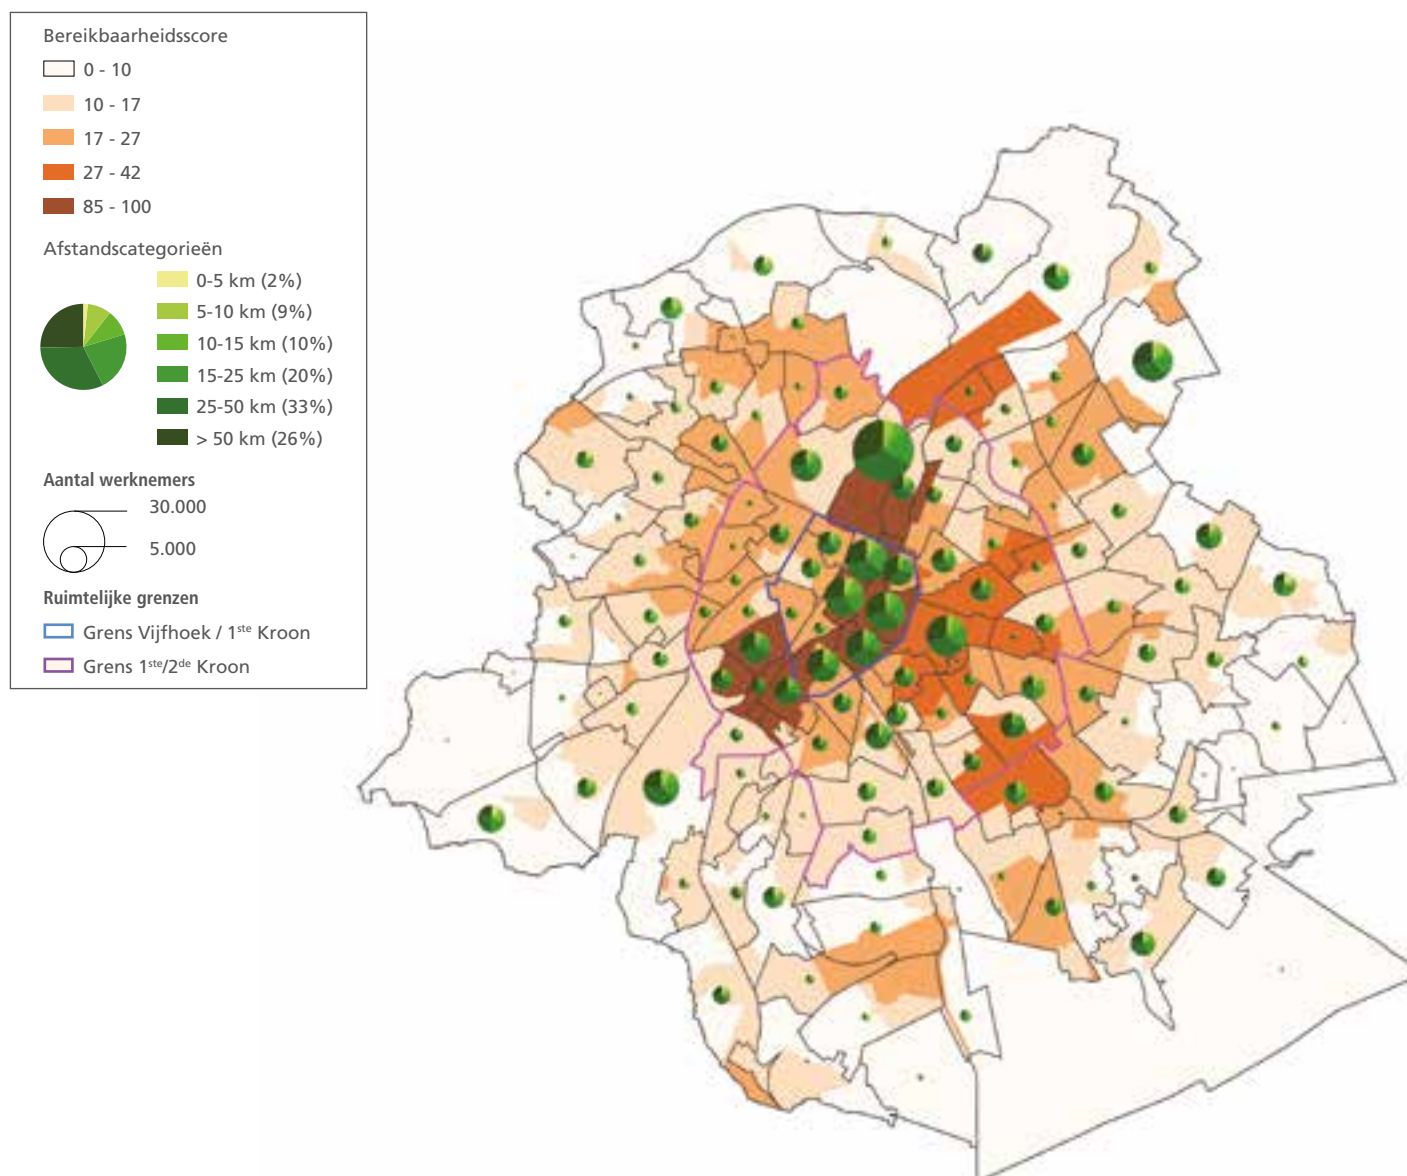 Bereikbaarheidsscore
0 - 10
10 - 17
17 - 27
27 - 42
85 - 100
Afstandscategorieën
0-5 km (2%)
5-10 km (9%)
10-15 km (10%)
15-25 km (20%)
25-50 km (33%)
> 50 km (26%)
Aantal werknemers
30.000
5.000
Ruimtelijke grenzen
Grens Vijfhoek / 1ste Kroon
Grens 1ste/2de Kroon